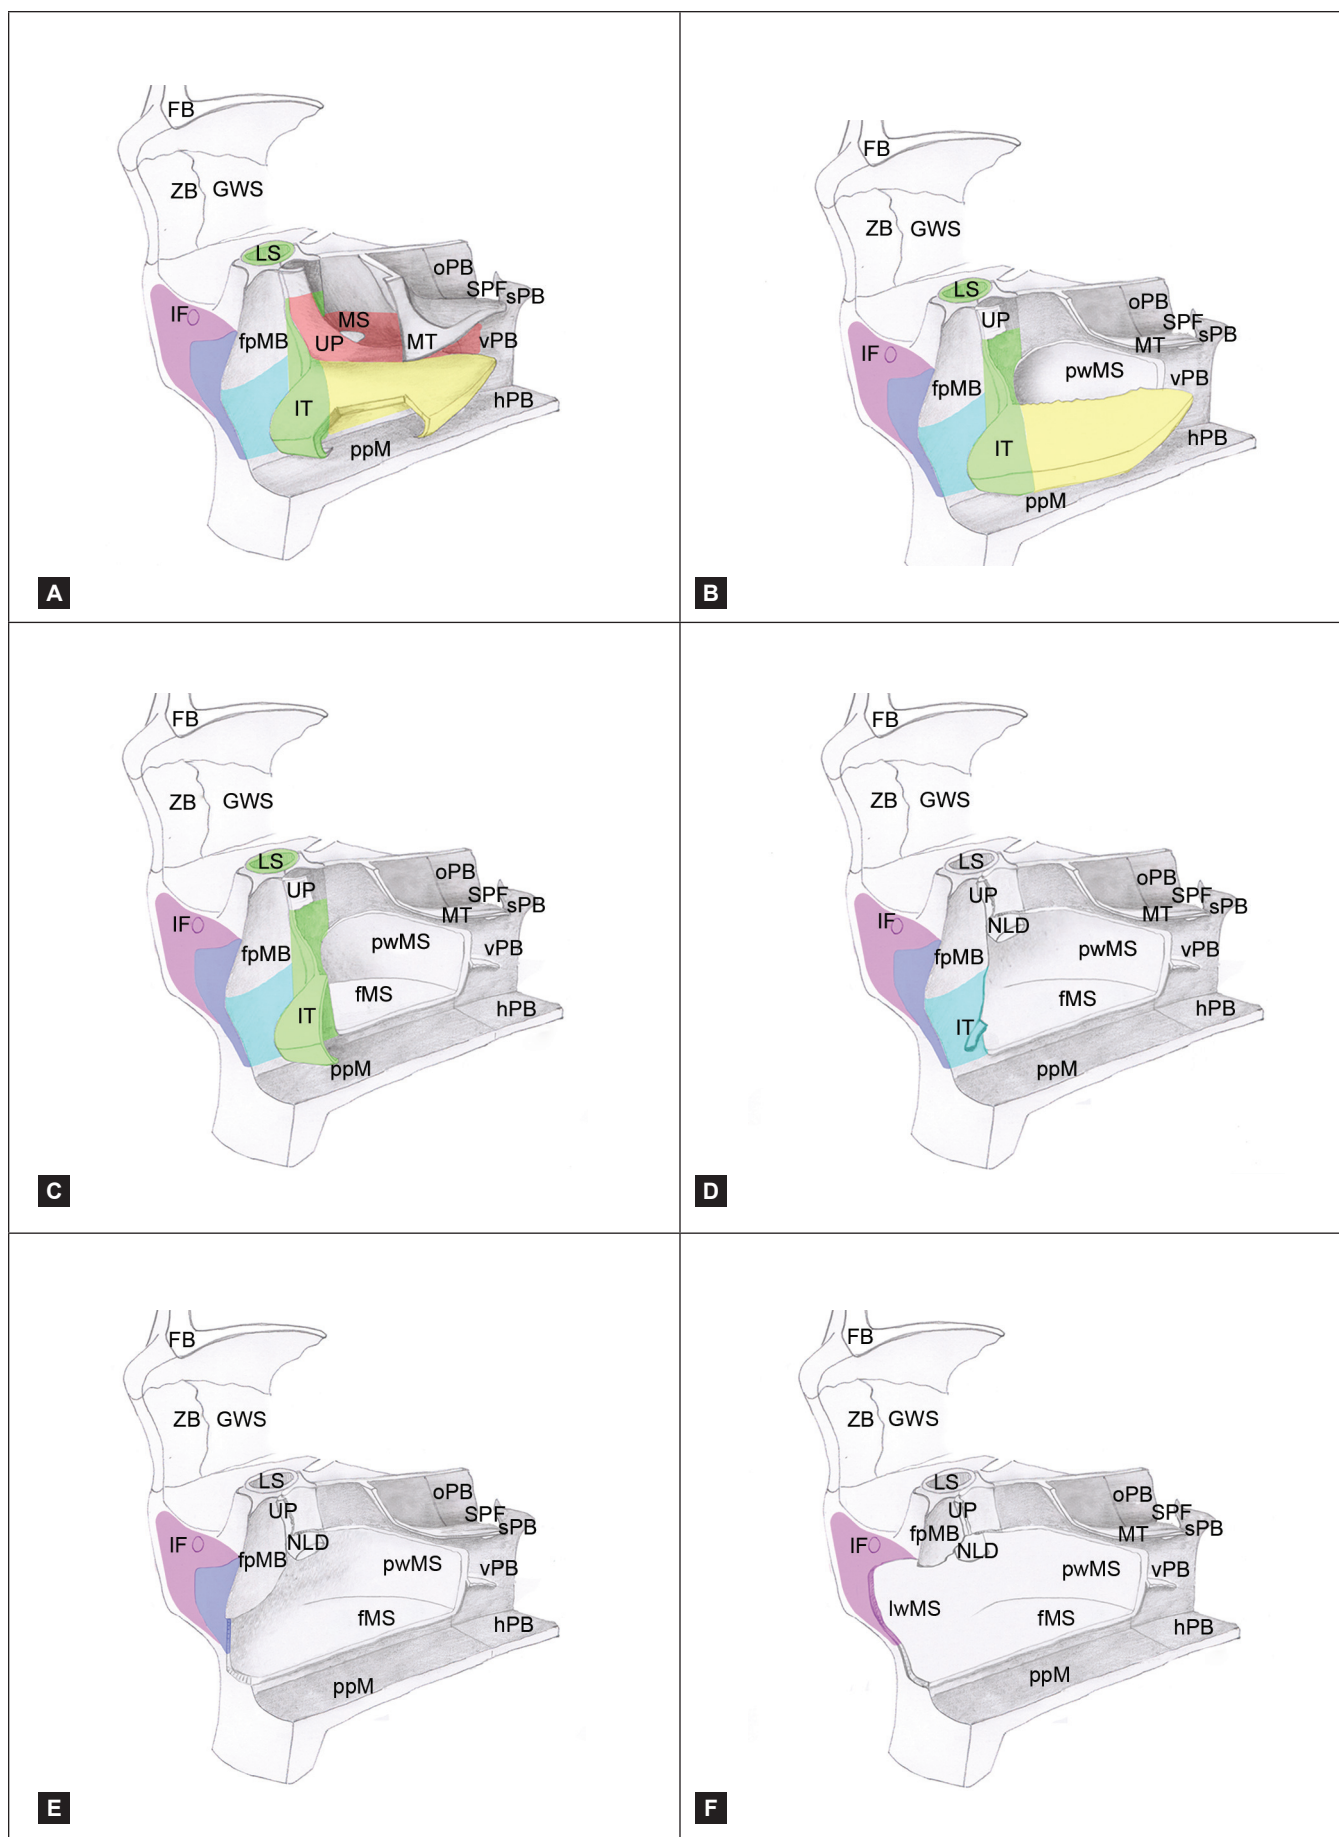 FB
ZB GWS
LS
oPB
SPF
sPB
IF
MS
fpMB
UP
MT
vPB
IT
hPB
ppM
A
FB
ZB GWS
LS
oPB
SPF
UP
sPB
MT
IF
pwMS
vPB
fpMB
hPB
IT
ppM
B
FB
ZB GWS
LS
oPB
UP
SPF
sPB
MT
IF
pwMS
vPB
fpMB
fMS
hPB
IT
ppM
C
FB
ZB GWS
LS
oPB
UP
SPF
sPB
MT
IF
NLD
pwMS
vPB
fpMB
fMS
hPB
IT
ppM
D
FB
ZB GWS
LS
oPB
UP
SPF
sPB
IF
NLD
fpMB
pwMS
vPB
fMS
hPB
ppM
E
FB
ZB GWS
LS
oPB
UP
SPF
sPB
fpMB
MT
IF
NLD
pwMS
vPB
lwMS
fMS
hPB
ppM
F